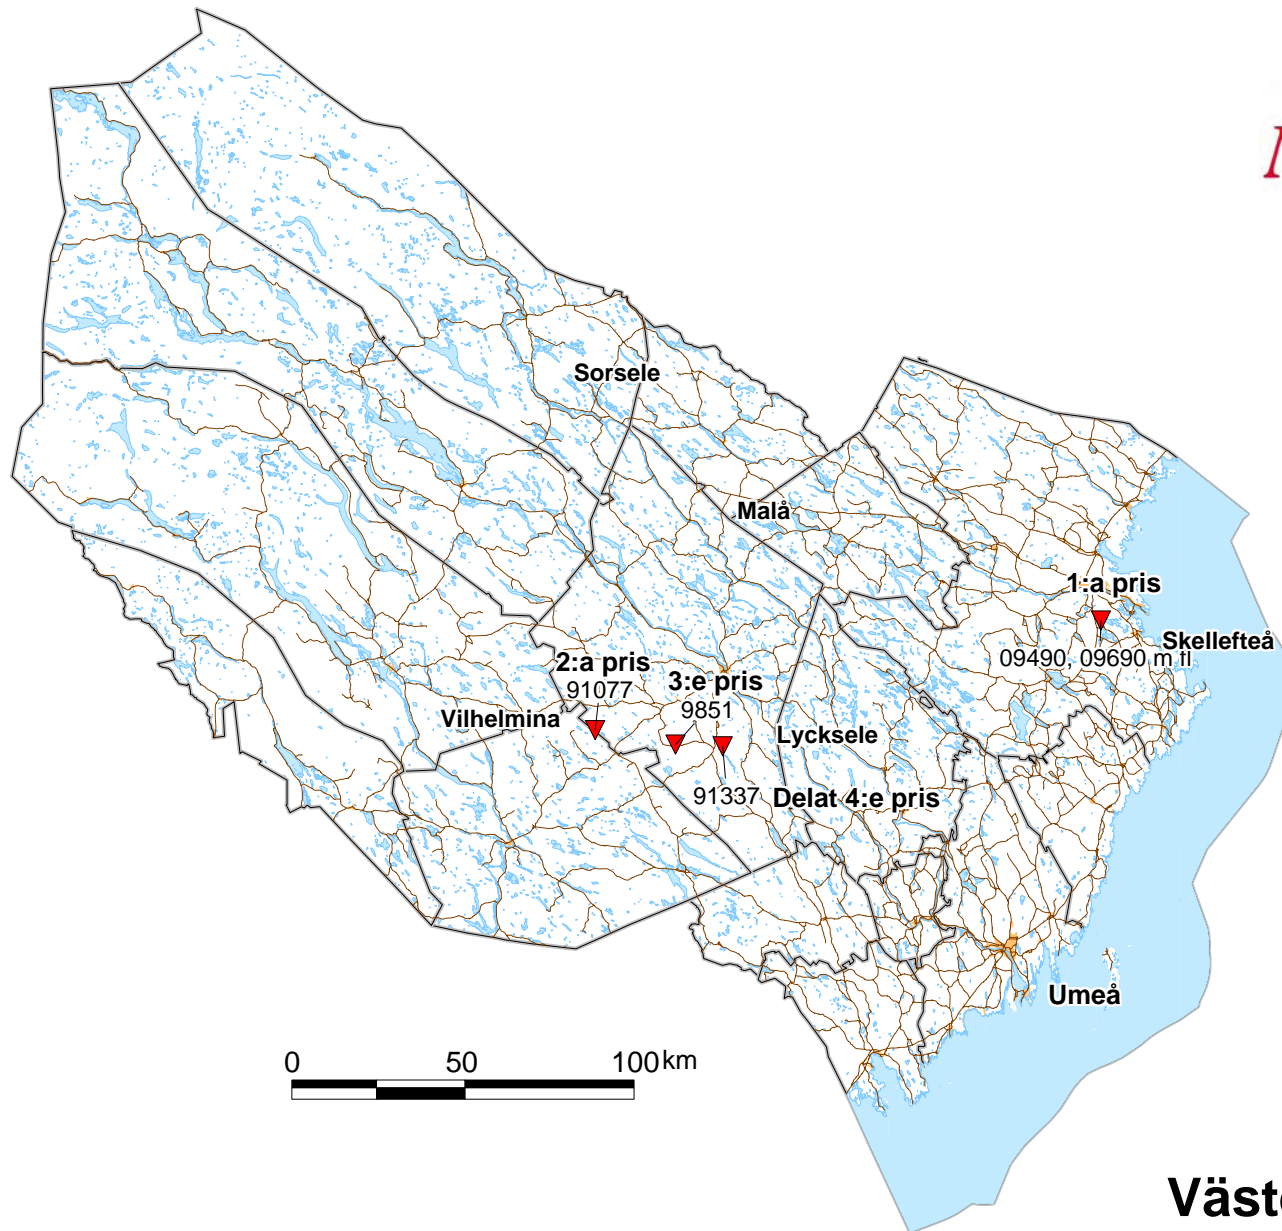 Sorsele
Malå
1:a pris
Skellefteå
09490, 09690 m fl
2:a pris
91077
3:e pris
9851
Vilhelmina
Lycksele
91337
Delat 4:e pris
Umeå
0 50 100 km